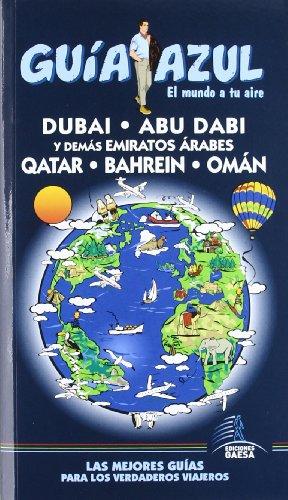 GUÍA AZUL
El mundo a tu aire
DUBAI • ABU DABI
Y DEMÁS EMIRATOS ÁRABES
QATAR • BAHREIN • OMÁN
EDICIONES
GAESA
LAS MEJORES GUÍAS
PARA LOS VERDADEROS VIAJEROS